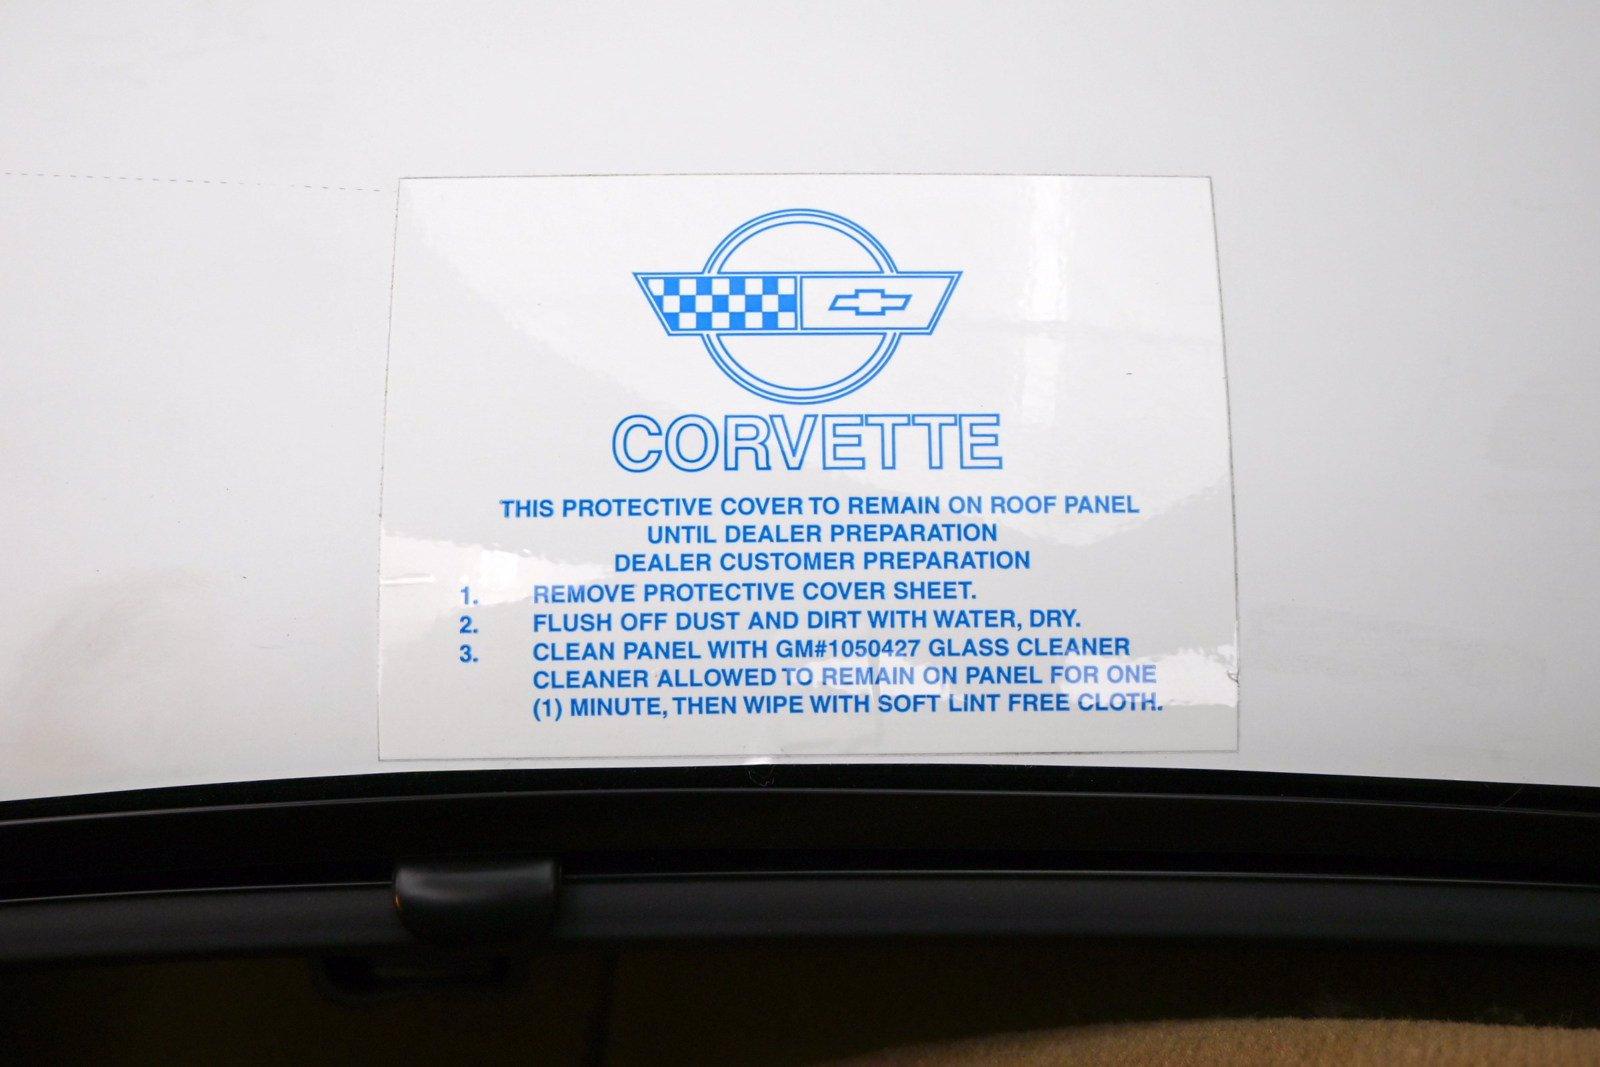 CORVETTE
THIS PROTECTIVE COVER TO REMAIN ON ROOF PANEL
UNTIL DEALER PREPARATION
DEALER CUSTOMER PREPARATION
1. REMOVE PROTECTIVE COVER SHEET.
2. FLUSH OFF DUST AND DIRT WITH WATER, DRY.
3. CLEAN PANEL WITH GM#1050427 GLASS CLEANER
CLEANER ALLOWED TO REMAIN ON PANEL FOR ONE
(1) MINUTE, THEN WIPE WITH SOFT LINT FREE CLOTH.